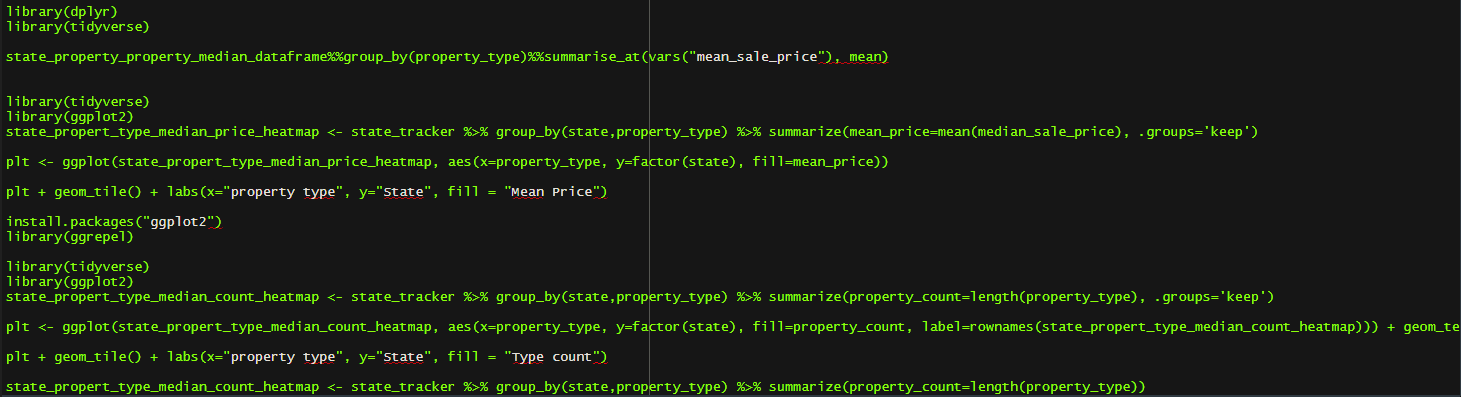 library(dplyr)
library(tidyverse)
state_property_property_median_dataframe%%group_by(property_type)%%summarise_at(vars("mean_sale_price"), mean)
library(tidyverse)
library(ggplot2)
state_propert_type_median_price_heatmap <- state_tracker %>% group_by(state,property_type) %>% summarize(mean_price=mean(median_sale_price), .groups='keep')
plt <- ggplot(state_propert_type_median_price_heatmap, aes(x=property_type, y=factor(state), fill=mean_price))
plt + geom_tile() + labs(x="property type", y="State", fill = "Mean Price")
install.packages("ggplot2")
library(ggrepel)
library(tidyverse)
library(ggplot2)
state_propert_type_median_count_heatmap <- state_tracker %>% group_by(state,property_type) %>% summarize(property_count=length(property_type), .groups='keep')
plt <- ggplot(state_propert_type_median_count_heatmap, aes(x=property_type, y=factor(state), fill=property_count, label=rownames(state_propert_type_median_count_heatmap))) + geom_te
plt + geom_tile() + labs(x="property type", y="State", fill = "Type count")
state_propert_type_median_count_heatmap <- state_tracker %>% group_by(state,property_type) %>% summarize(property_count=length(property_type))